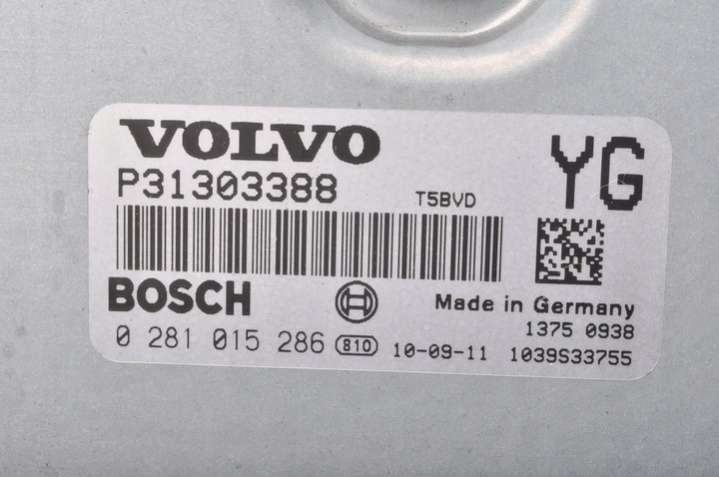 VOLVO
YG
P31303388 T5BVD
BOSCH
Made in Germany
1375 0938
0 281 015 286 810 10-09-11 1039S33755